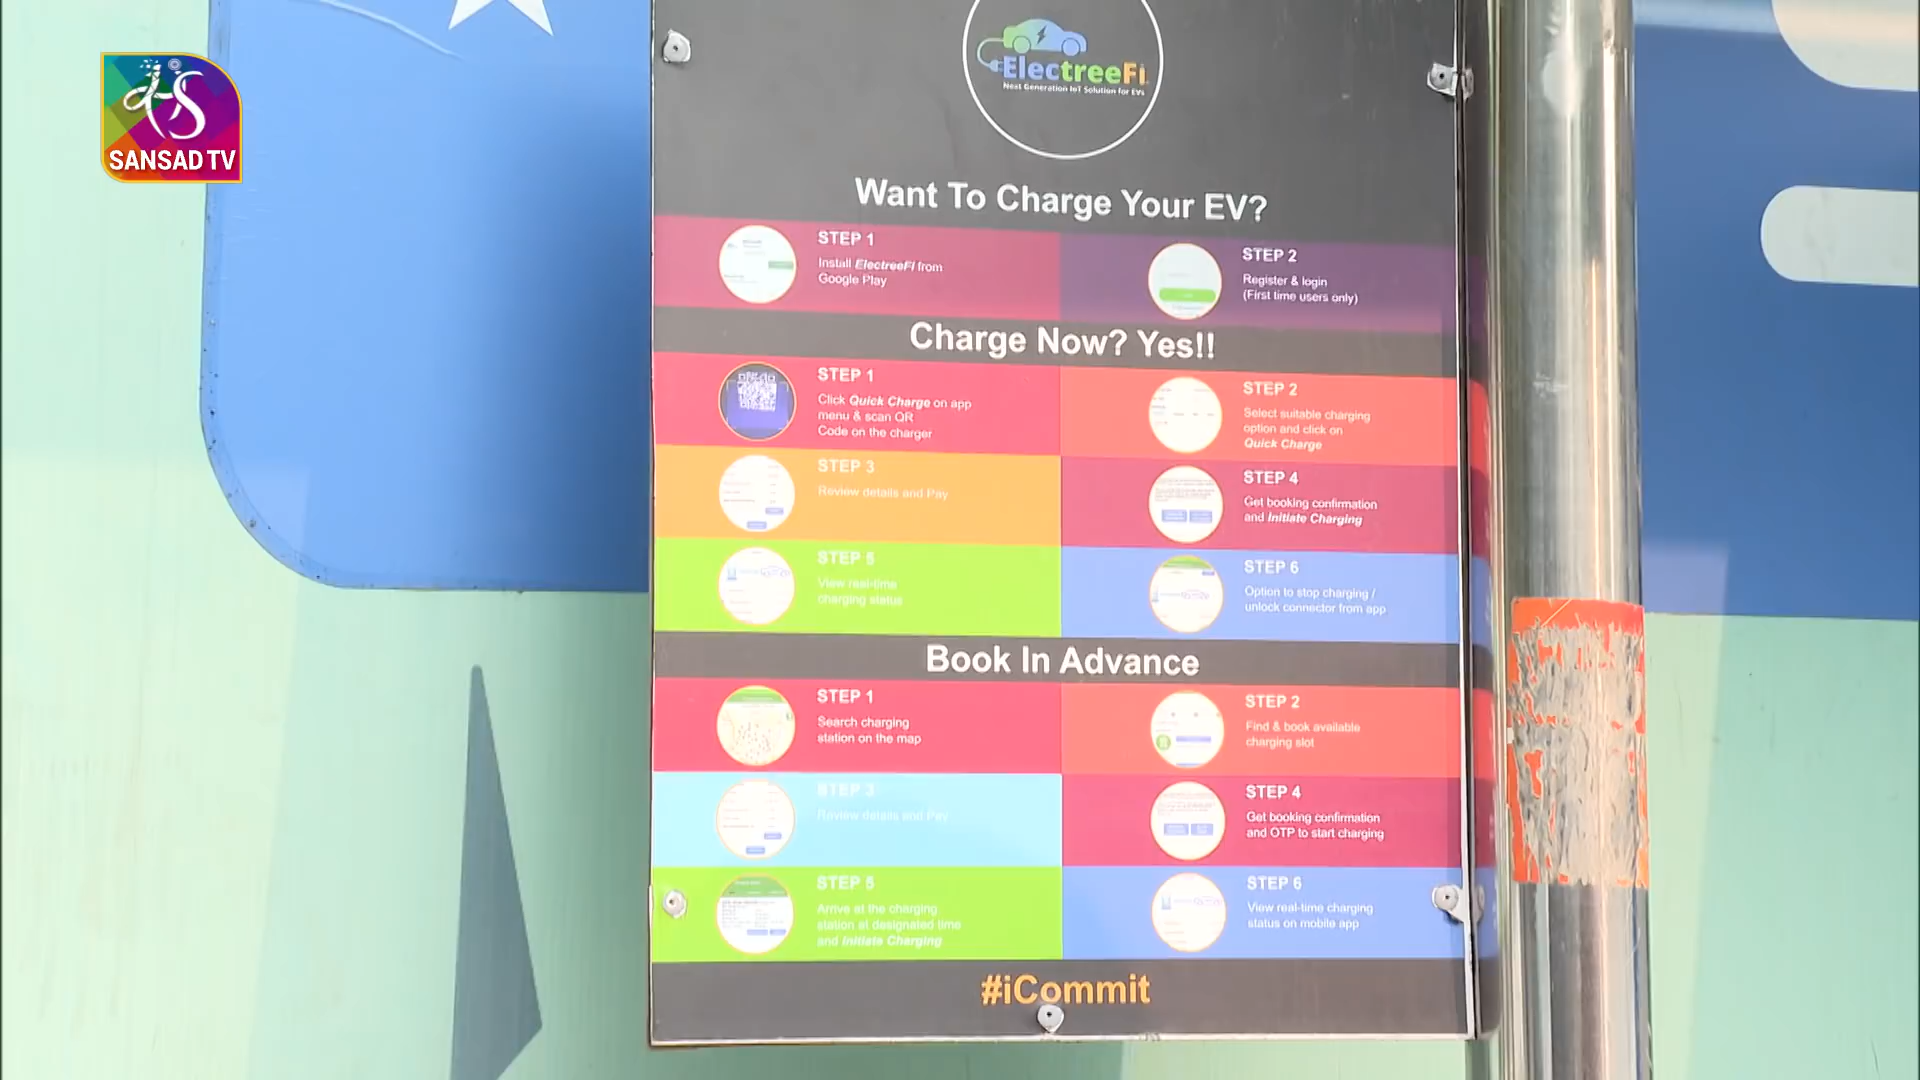 SANSAD TV
ElectreeFi
Next Generation IoT Solution for EVs
Want To Charge Your EV?
STEP 1
Install ElectreeFi from
Google Play
STEP 2
Register & login
(First time users only)
Charge Now? Yes!!
STEP 1
Click Quick Charge on app
menu & scan QR
Code on the charger
STEP 2
Select suitable charging
option and click on
Quick Charge
STEP 3
Review details and Pay
STEP 4
Get booking confirmation
and Initiate Charging
STEP 5
View real-time
charging status
STEP 6
Option to stop charging /
unlock connector from app
Book In Advance
STEP 1
Search charging
station on the map
STEP 2
Find & book available
charging slot
STEP 3
Review details and Pay
STEP 4
Get booking confirmation
and OTP to start charging
STEP 5
Arrive at the charging
station at designated time
and Initiate Charging
STEP 6
View real-time charging
status on mobile app
#iCommit